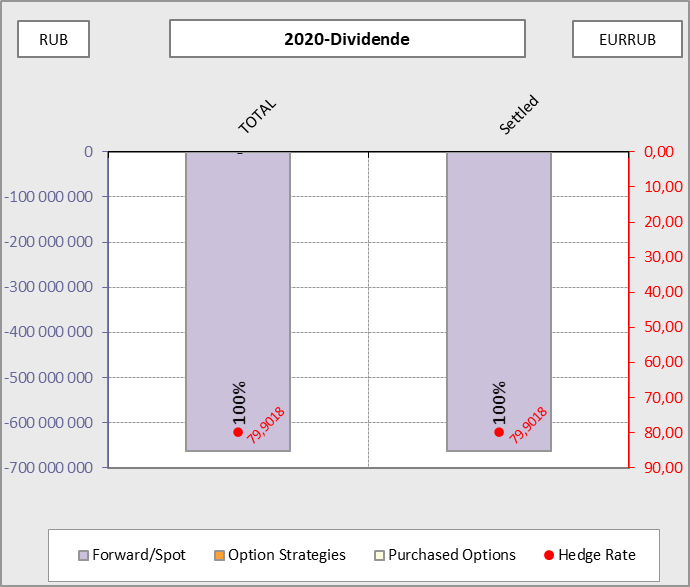 RUB
2020-Dividende
EURRUB
TOTAL
Settled
0
-100 000 000
-200 000 000
-300 000 000
-400 000 000
-500 000 000
-600 000 000
-700 000 000
100%
79,9018
100%
79,9018
0,00
10,00
20,00
30,00
40,00
50,00
60,00
70,00
80,00
90,00
Forward/Spot
Option Strategies
Purchased Options
Hedge Rate